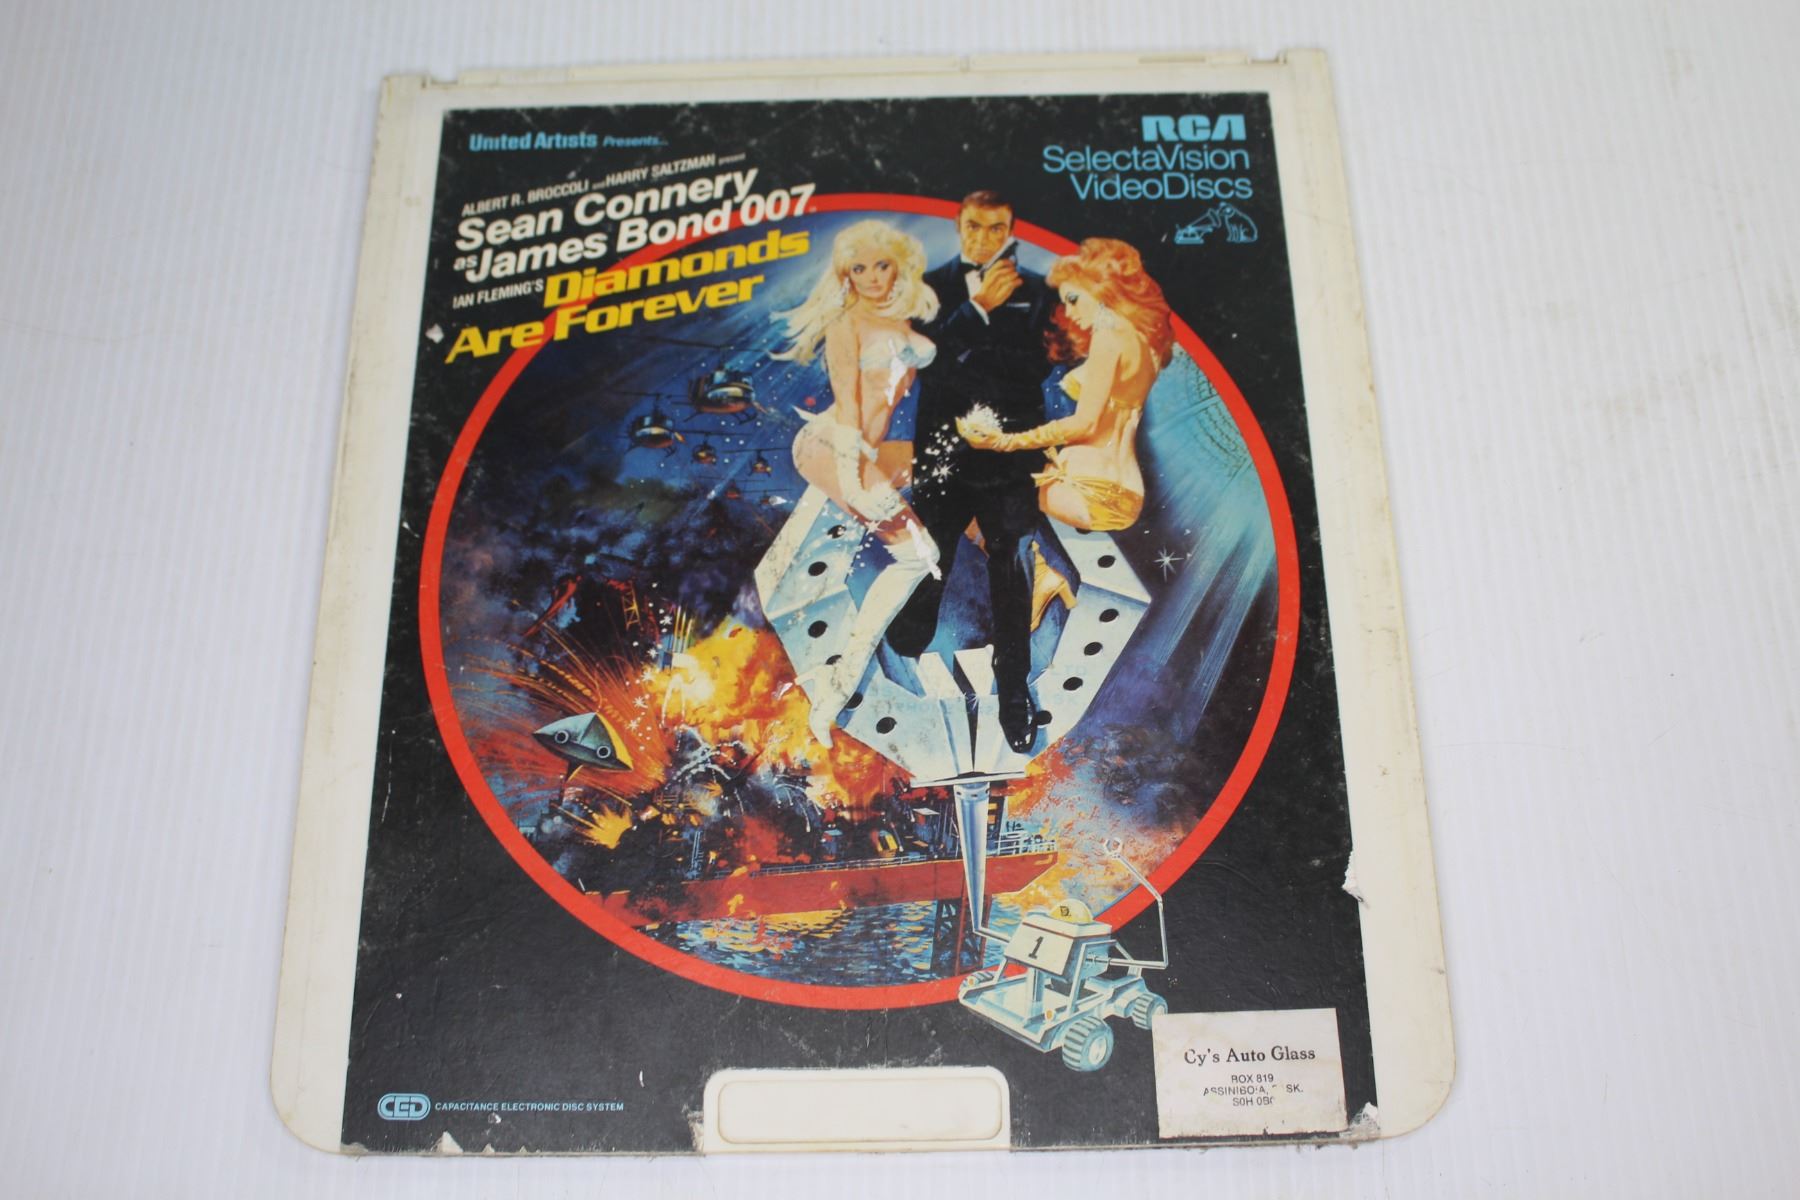 United Artists Presents...
ALBERT R. BROCCOLI and HARRY SALTZMAN present
Sean Connery
as James Bond 007
IAN FLEMING'S Diamonds
Are Forever
RCA
SelectaVision
VideoDiscs
1
CED CAPACITANCE ELECTRONIC DISC SYSTEM
Cy's Auto Glass
BOX 819
SK.
S0H